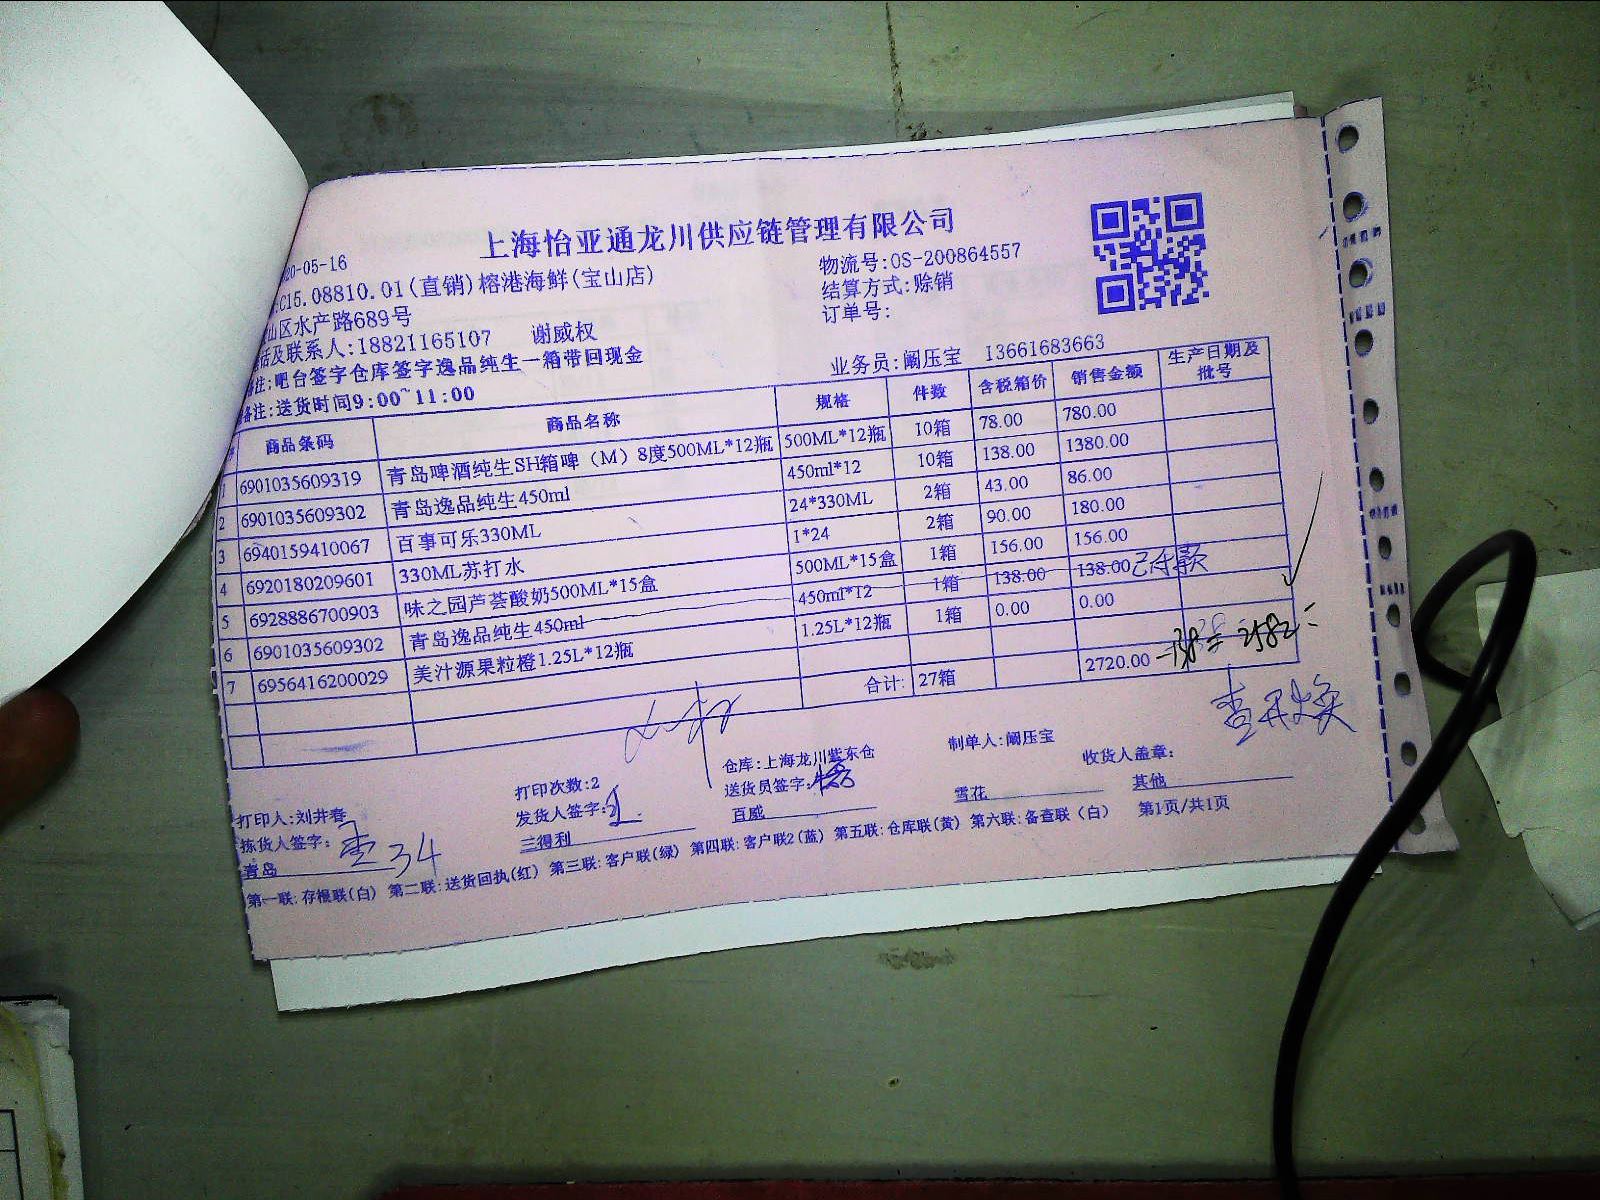 上海怡亚通龙川供应链管理有限公司
20-05-16
物流号:OS-200864557
:C15.08810.01(直销)榕港海鲜(宝山店)
结算方式:赊销
山区水产路689号
订单号:
话及联系人:18821165107 谢威权
业务员:阚压宝 13661683663
注:吧台签字仓库签字逸品纯生一箱带回现金
备注:送货时间9:00~11:00
# 商品条码 商品名称 规格 件数 含税箱价 销售金额 生产日期及批号
1 6901035609319 青岛啤酒纯生SH箱啤（M）8度500ML*12瓶 500ML*12瓶 10箱 78.00 780.00
2 6901035609302 青岛逸品纯生450ml 450ml*12 10箱 138.00 1380.00
3 6940159410067 百事可乐330ML 24*330ML 2箱 43.00 86.00
4 6920180209601 330ML苏打水 1*24 2箱 90.00 180.00
5 6928886700903 味之园芦荟酸奶500ML*15盒 500ML*15盒 1箱 156.00 156.00
6 6901035609302 青岛逸品纯生450ml 450ml*12 1箱 138.00 138.00 已付款
7 6956416200029 美汁源果粒橙1.25L*12瓶 1.25L*12瓶 1箱 0.00 0.00
合计: 27箱 2720.00 -138=2582
仓库:上海龙川紫东仓 制单人:阚压宝
打印人:刘井春 打印次数:2 送货员签字: 收货人盖章:
拣货人签字: 34 发货人签字:
青岛 三得利 百威 雪花 其他
第一联:存根联(白) 第二联:送货回执(红) 第三联:客户联(绿) 第四联:客户联2(蓝) 第五联:仓库联(黄) 第六联:备查联（白） 第1页/共1页